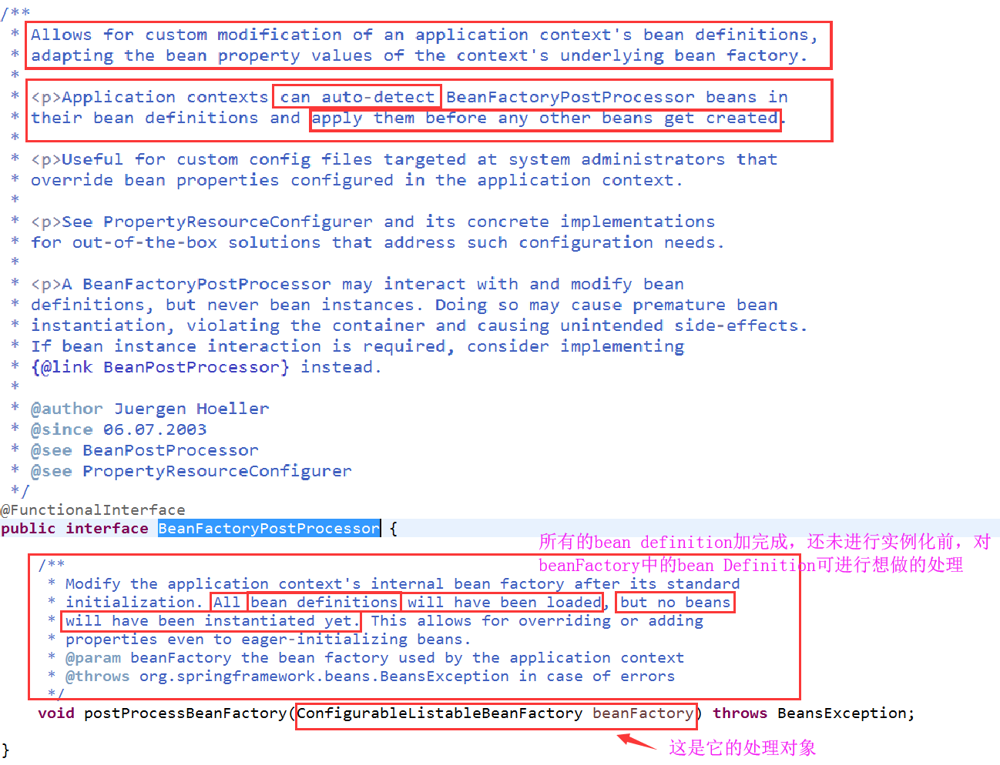 /**
* Allows for custom modification of an application context's bean definitions,
* adapting the bean property values of the context's underlying bean factory.
*
* <p>Application contexts can auto-detect BeanFactoryPostProcessor beans in
* their bean definitions and apply them before any other beans get created.
*
* <p>Useful for custom config files targeted at system administrators that
* override bean properties configured in the application context.
*
* <p>See PropertyResourceConfigurer and its concrete implementations
* for out-of-the-box solutions that address such configuration needs.
*
* <p>A BeanFactoryPostProcessor may interact with and modify bean
* definitions, but never bean instances. Doing so may cause premature bean
* instantiation, violating the container and causing unintended side-effects.
* If bean instance interaction is required, consider implementing
* {@link BeanPostProcessor} instead.
*
* @author Juergen Hoeller
* @since 06.07.2003
* @see BeanPostProcessor
* @see PropertyResourceConfigurer
*/
@FunctionalInterface
public interface BeanFactoryPostProcessor {
所有的bean definition加完成，还未进行实例化前，对
beanFactory中的bean Definition可进行想做的处理
/**
* Modify the application context's internal bean factory after its standard
* initialization. All bean definitions will have been loaded, but no beans
* will have been instantiated yet. This allows for overriding or adding
* properties even to eager-initializing beans.
* @param beanFactory the bean factory used by the application context
* @throws org.springframework.beans.BeansException in case of errors
*/
void postProcessBeanFactory(ConfigurableListableBeanFactory beanFactory) throws BeansException;
这是它的处理对象
}